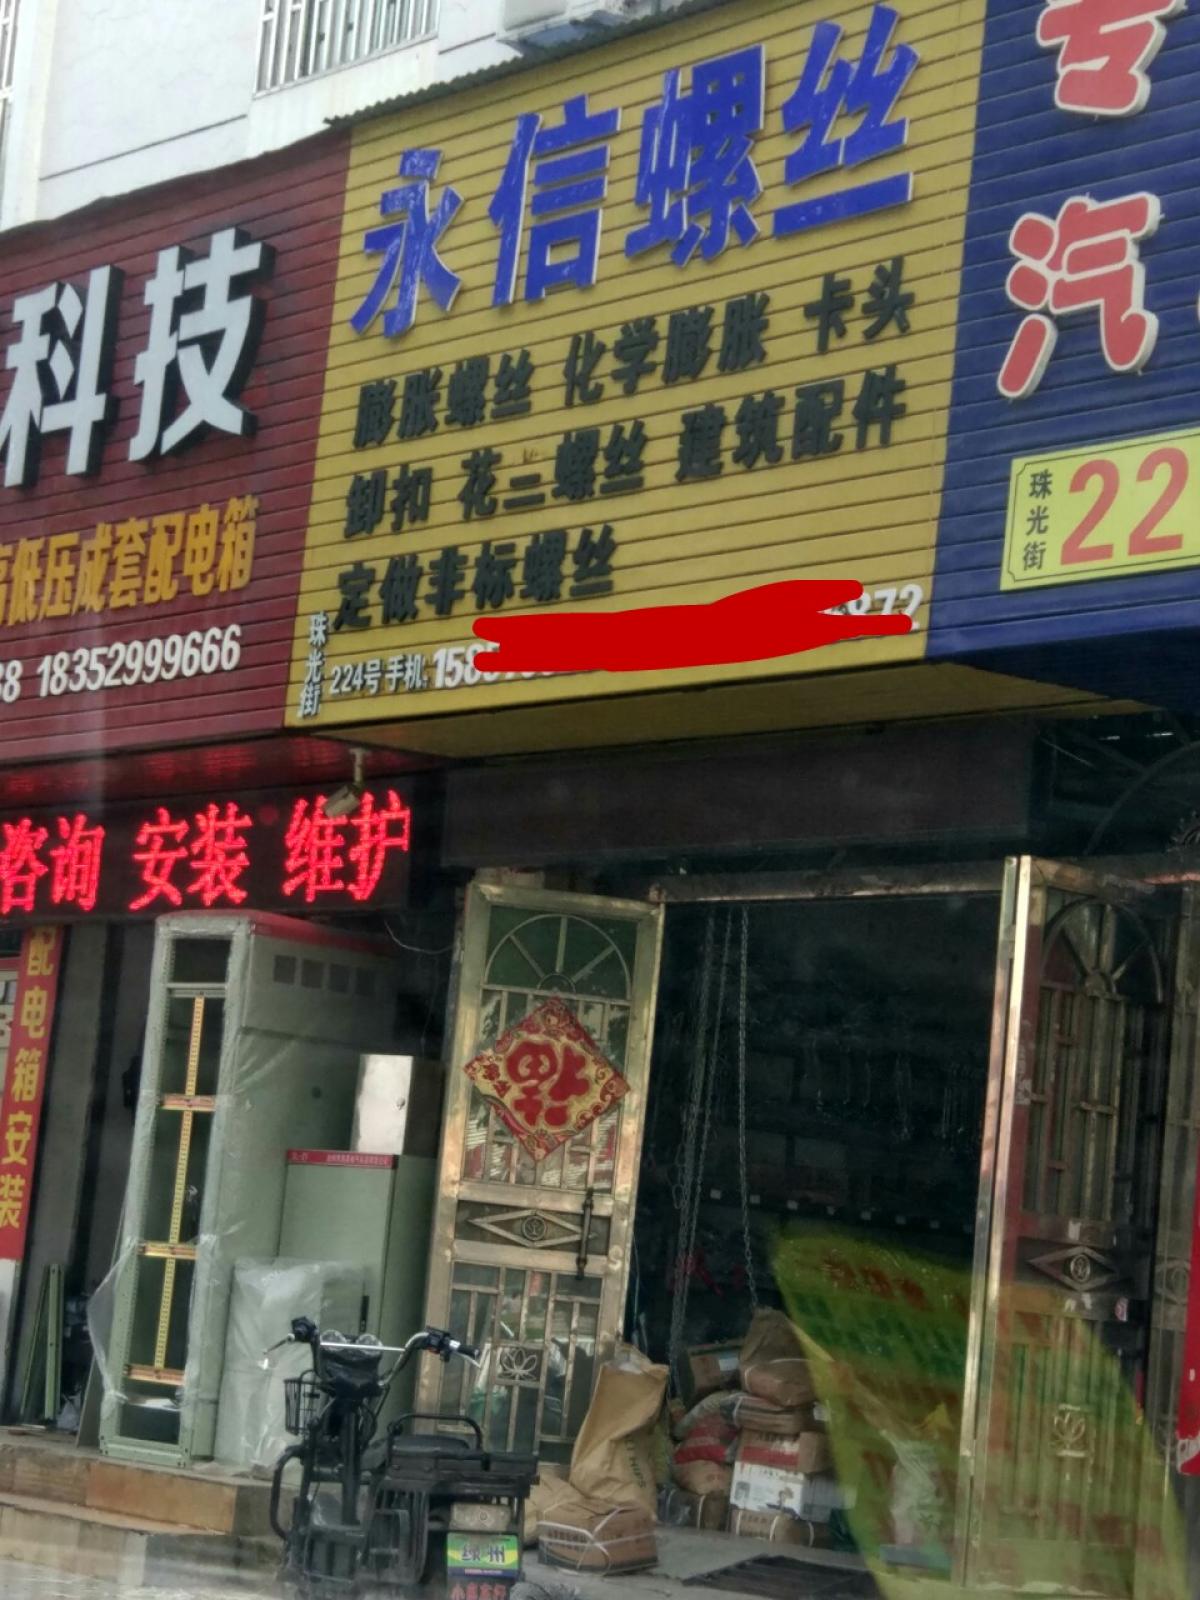 永信螺丝
膨胀螺丝 化学膨胀 卡头
卸扣 花二螺丝 建筑配件
定做非标螺丝
珠光街
224号 手机:158
872
科技
低压成套配电箱
18352999666
咨询 安装 维护
配电箱安装
专
汽
珠光街
22
福
绿州